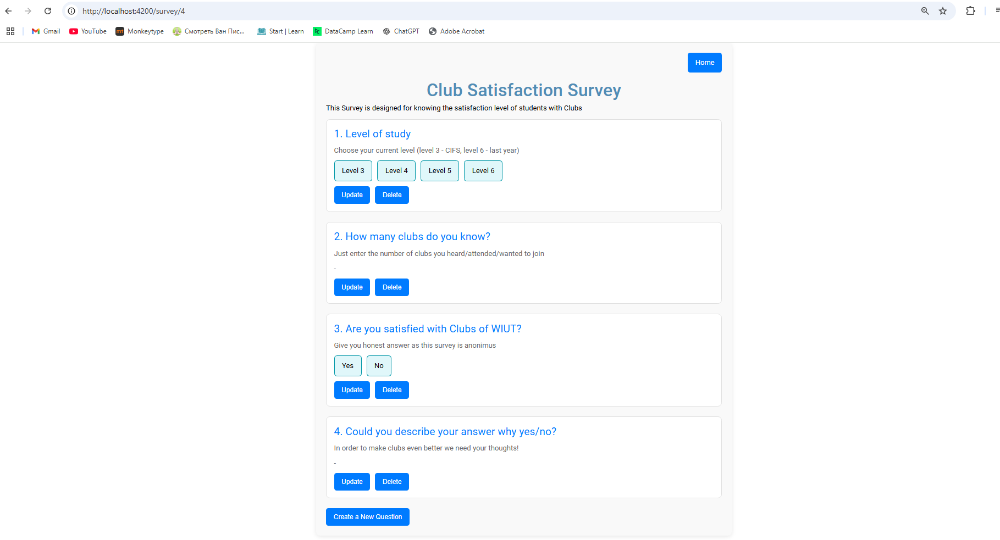 http://localhost:4200/survey/4
Gmail YouTube mt Monkeytype Смотреть Ван Пис... Start | Learn DataCamp Learn ChatGPT Adobe Acrobat
Home
Club Satisfaction Survey
This Survey is designed for knowing the satisfaction level of students with Clubs
1. Level of study
Choose your current level (level 3 - CIFS, level 6 - last year)
Level 3 Level 4 Level 5 Level 6
Update Delete
2. How many clubs do you know?
Just enter the number of clubs you heard/attended/wanted to join
-
Update Delete
3. Are you satisfied with Clubs of WIUT?
Give you honest answer as this survey is anonimus
Yes No
Update Delete
4. Could you describe your answer why yes/no?
In order to make clubs even better we need your thoughts!
-
Update Delete
Create a New Question